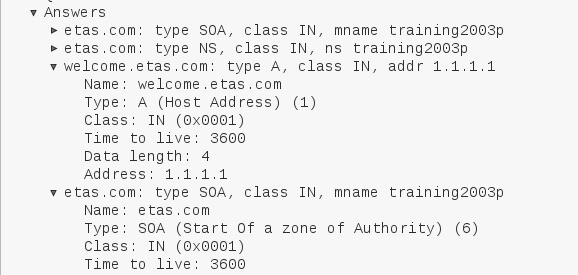 Answers
etas.com: type SOA, class IN, mname training2003p
etas.com: type NS, class IN, ns training2003p
welcome.etas.com: type A, class IN, addr 1.1.1.1
Name: welcome.etas.com
Type: A (Host Address) (1)
Class: IN (0x0001)
Time to live: 3600
Data length: 4
Address: 1.1.1.1
etas.com: type SOA, class IN, mname training2003p
Name: etas.com
Type: SOA (Start Of a zone of Authority) (6)
Class: IN (0x0001)
Time to live: 3600